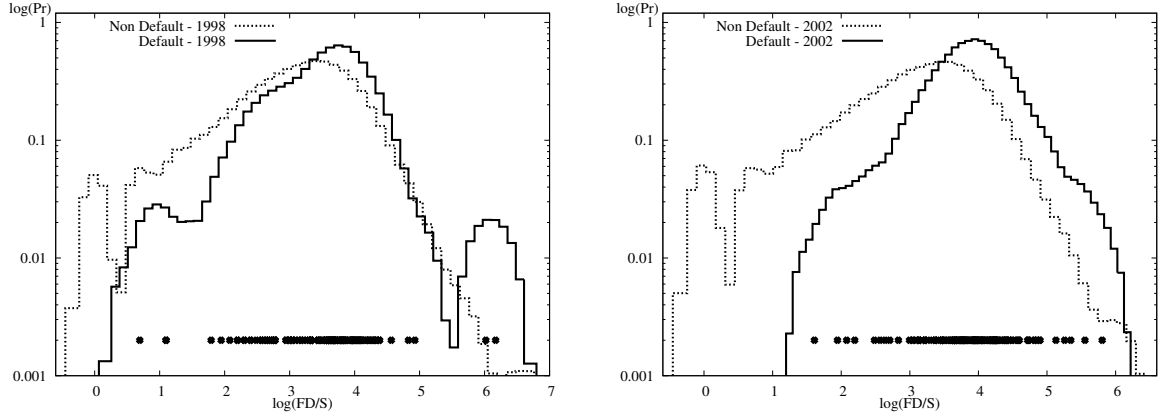 log(Pr)
1
0.1
0.01
0.001
0 1 2 3 4 5 6 7
log(FD/S)
Non Default - 1998
Default - 1998
log(Pr)
1
0.1
0.01
0.001
0 1 2 3 4 5 6
log(FD/S)
Non Default - 2002
Default - 2002